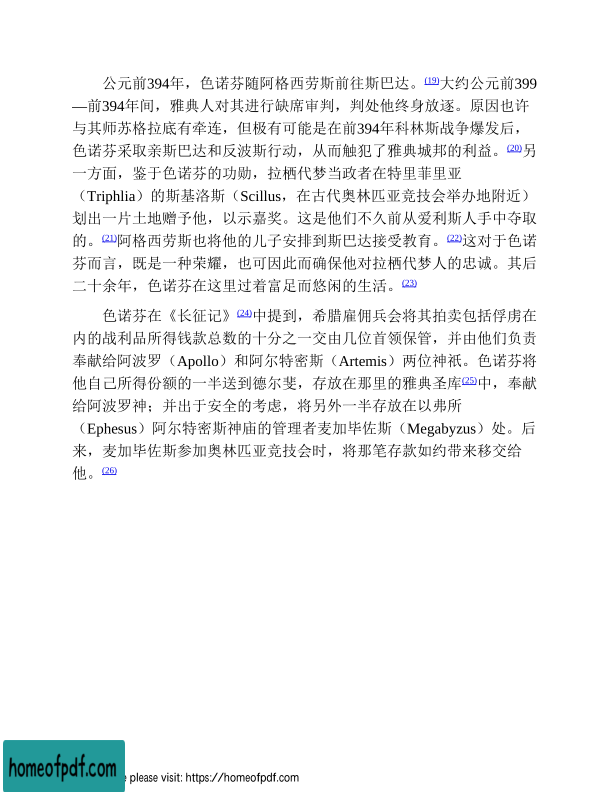 公元前394年，色诺芬随阿格西劳斯前往斯巴达。(19)大约公元前399
—前394年间，雅典人对其进行缺席审判，判处他终身放逐。原因也许
与其师苏格拉底有牵连，但极有可能是在前394年科林斯战争爆发后，
色诺芬采取亲斯巴达和反波斯行动，从而触犯了雅典城邦的利益。(20)另
一方面，鉴于色诺芬的功勋，拉栖代梦当政者在特里菲里亚
（Triphlia）的斯基洛斯（Scillus，在古代奥林匹亚竞技会举办地附近）
划出一片土地赠予他，以示嘉奖。这是他们不久前从爱利斯人手中夺取
的。(21)阿格西劳斯也将他的儿子安排到斯巴达接受教育。(22)这对于色诺
芬而言，既是一种荣耀，也可因此而确保他对拉栖代梦人的忠诚。其后
二十余年，色诺芬在这里过着富足而悠闲的生活。(23)
色诺芬在《长征记》(24)中提到，希腊雇佣兵会将其拍卖包括俘虏在
内的战利品所得钱款总数的十分之一交由几位首领保管，并由他们负责
奉献给阿波罗（Apollo）和阿尔特密斯（Artemis）两位神祇。色诺芬将
他自己所得份额的一半送到德尔斐，存放在那里的雅典圣库(25)中，奉献
给阿波罗神；并出于安全的考虑，将另外一半存放在以弗所
（Ephesus）阿尔特密斯神庙的管理者麦加毕佐斯（Megabyzus）处。后
来，麦加毕佐斯参加奥林匹亚竞技会时，将那笔存款如约带来移交给
他。(26)
homeofpdf.com
e please visit: https://homeofpdf.com